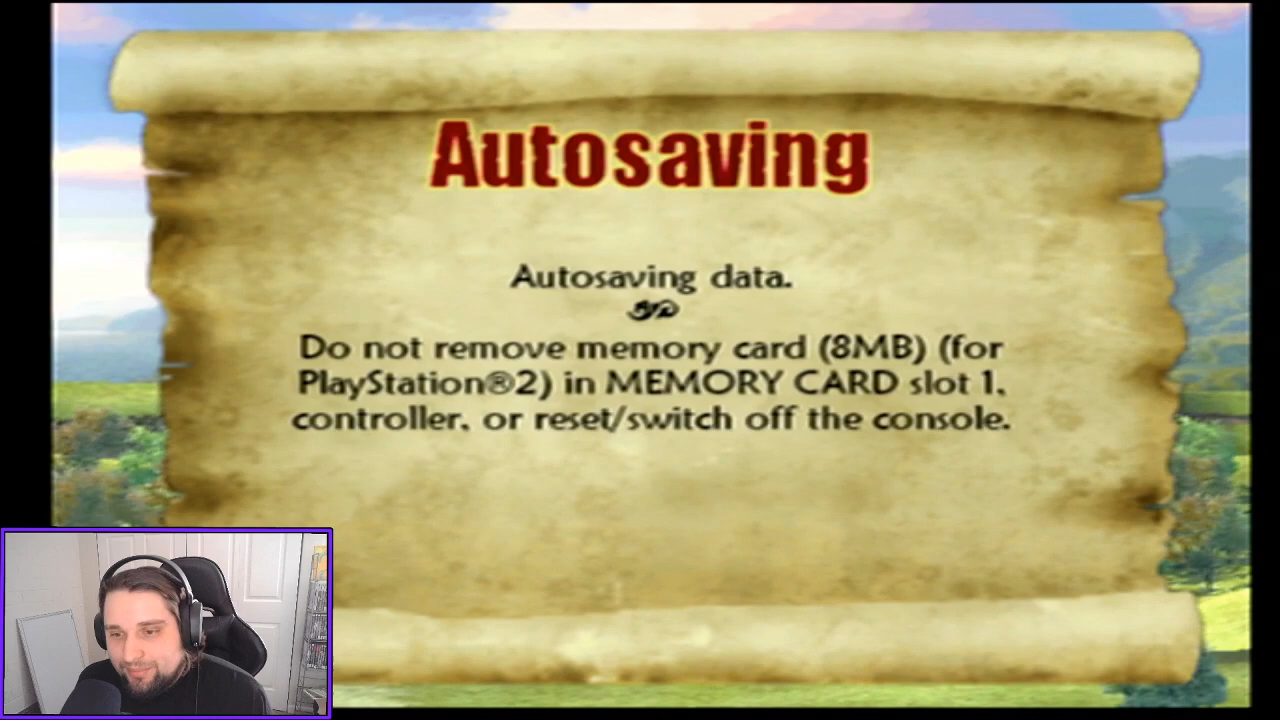 Autosaving
Autosaving data.
Do not remove memory card (8MB) (for
PlayStation®2) in MEMORY CARD slot 1,
controller, or reset/switch off the console.